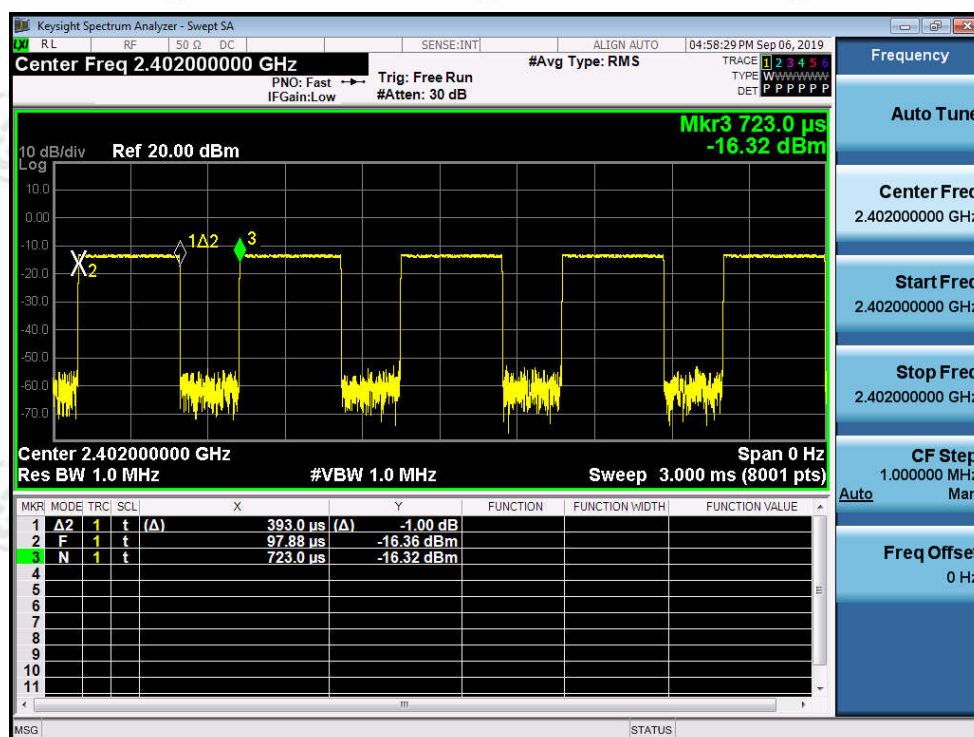 Keysight Spectrum Analyzer - Swept SA
LXI RL RF 50 Ω DC SENSE:INT ALIGN AUTO 04:58:29 PM Sep 06, 2019
Center Freq 2.402000000 GHz
#Avg Type: RMS
TRACE 1 2 3 4 5 6
TYPE WWWWWW
DET P P P P P P
PNO: Fast
IFGain:Low
Trig: Free Run
#Atten: 30 dB
Mkr3 723.0 µs
-16.32 dBm
10 dB/div Ref 20.00 dBm
Log
10.0
0.00
-10.0
-20.0
-30.0
-40.0
-50.0
-60.0
-70.0
X2
1Δ2
3
Center 2.402000000 GHz Span 0 Hz
Res BW 1.0 MHz #VBW 1.0 MHz Sweep 3.000 ms (8001 pts)
MKR MODE TRC SCL X Y FUNCTION FUNCTION WIDTH FUNCTION VALUE
1 Δ2 1 t (Δ) 393.0 µs (Δ) -1.00 dB
2 F 1 t 97.88 µs -16.36 dBm
3 N 1 t 723.0 µs -16.32 dBm
4
5
6
7
8
9
10
11
MSG STATUS
Frequency
Auto Tune
Center Freq
2.402000000 GHz
Start Freq
2.402000000 GHz
Stop Freq
2.402000000 GHz
CF Step
1.000000 MHz
Auto Man
Freq Offset
0 Hz